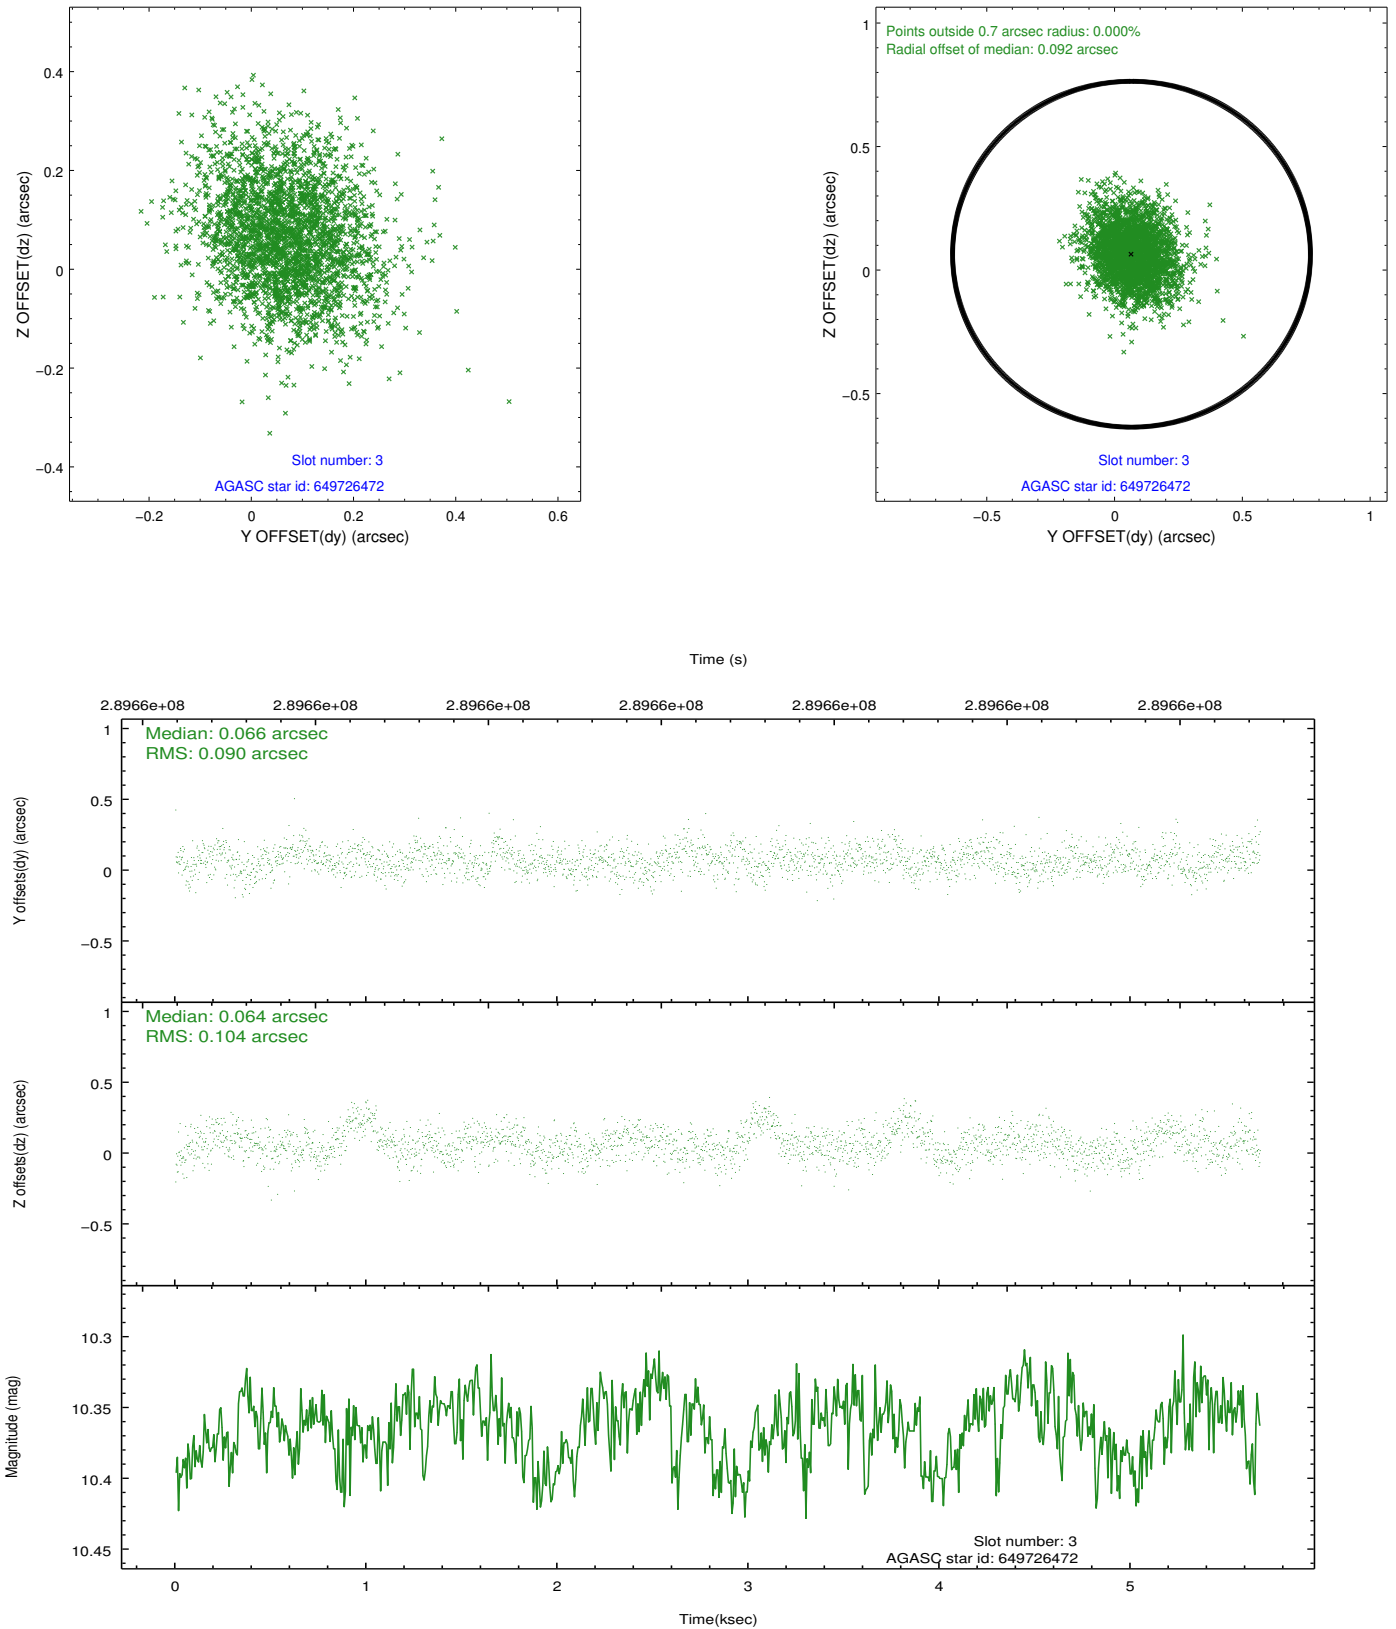 0.4
0.2
0
−0.2
−0.4
Z OFFSET(dz) (arcsec)
Slot number: 3
AGASC star id: 649726472
−0.2
0
0.2
0.4
0.6
Y OFFSET(dy) (arcsec)
1
0.5
0
−0.5
Z OFFSET(dz) (arcsec)
Points outside 0.7 arcsec radius: 0.000%
Radial offset of median: 0.092 arcsec
Slot number: 3
AGASC star id: 649726472
−0.5
0
0.5
1
Y OFFSET(dy) (arcsec)
Time (s)
2.8966e+08 2.8966e+08 2.8966e+08 2.8966e+08 2.8966e+08 2.8966e+08 2.8966e+08
Median: 0.066 arcsec
RMS: 0.090 arcsec
1
0.5
0
−0.5
Y offsets(dy) (arcsec)
Median: 0.064 arcsec
RMS: 0.104 arcsec
1
0.5
0
−0.5
Z offsets(dz) (arcsec)
10.3
10.35
10.4
10.45
Magnitude (mag)
Slot number: 3
AGASC star id: 649726472
0 1 2 3 4 5
Time(ksec)